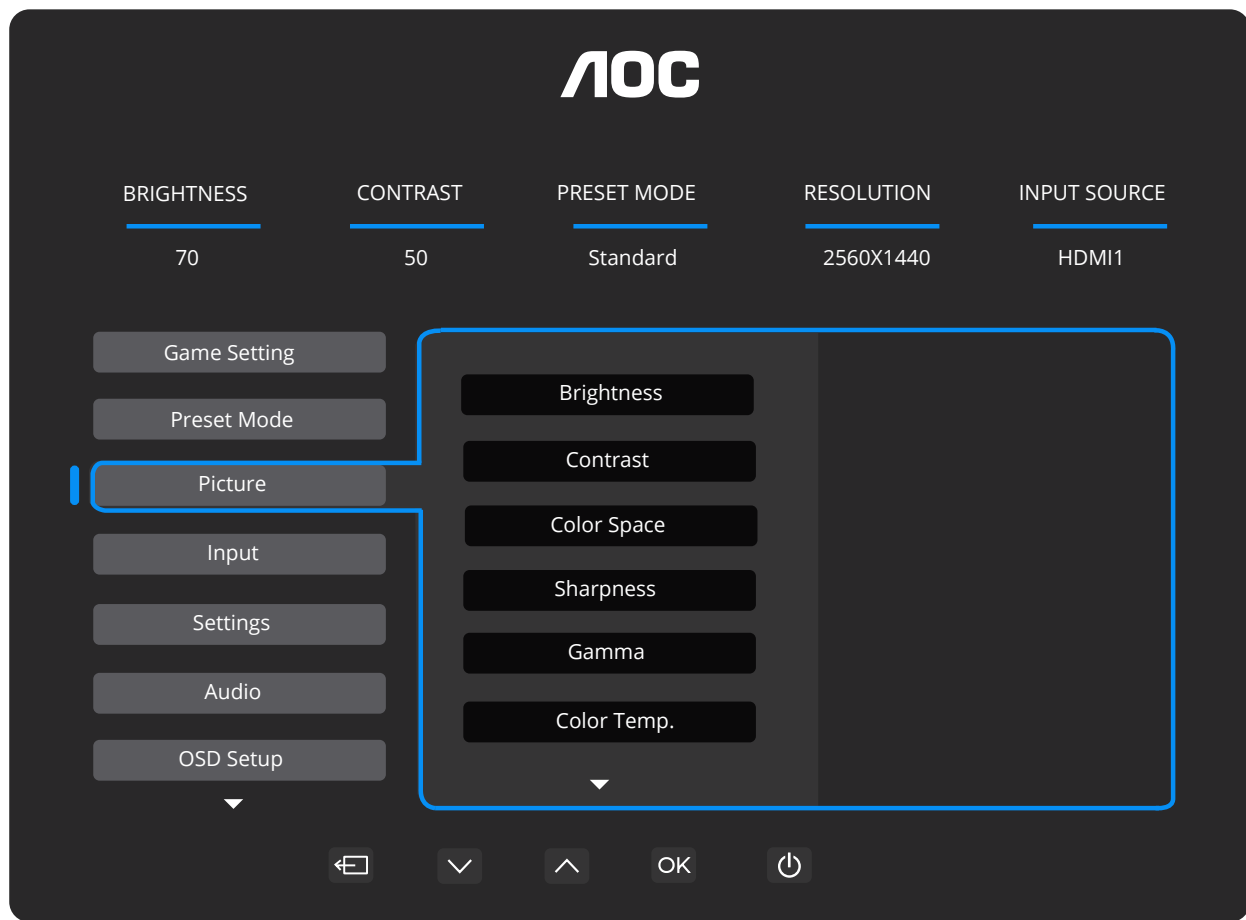 AOC
BRIGHTNESS CONTRAST PRESET MODE RESOLUTION INPUT SOURCE
70 50 Standard 2560X1440 HDMI1
Game Setting
Preset Mode
Picture
Input
Settings
Audio
OSD Setup
Brightness
Contrast
Color Space
Sharpness
Gamma
Color Temp.
OK